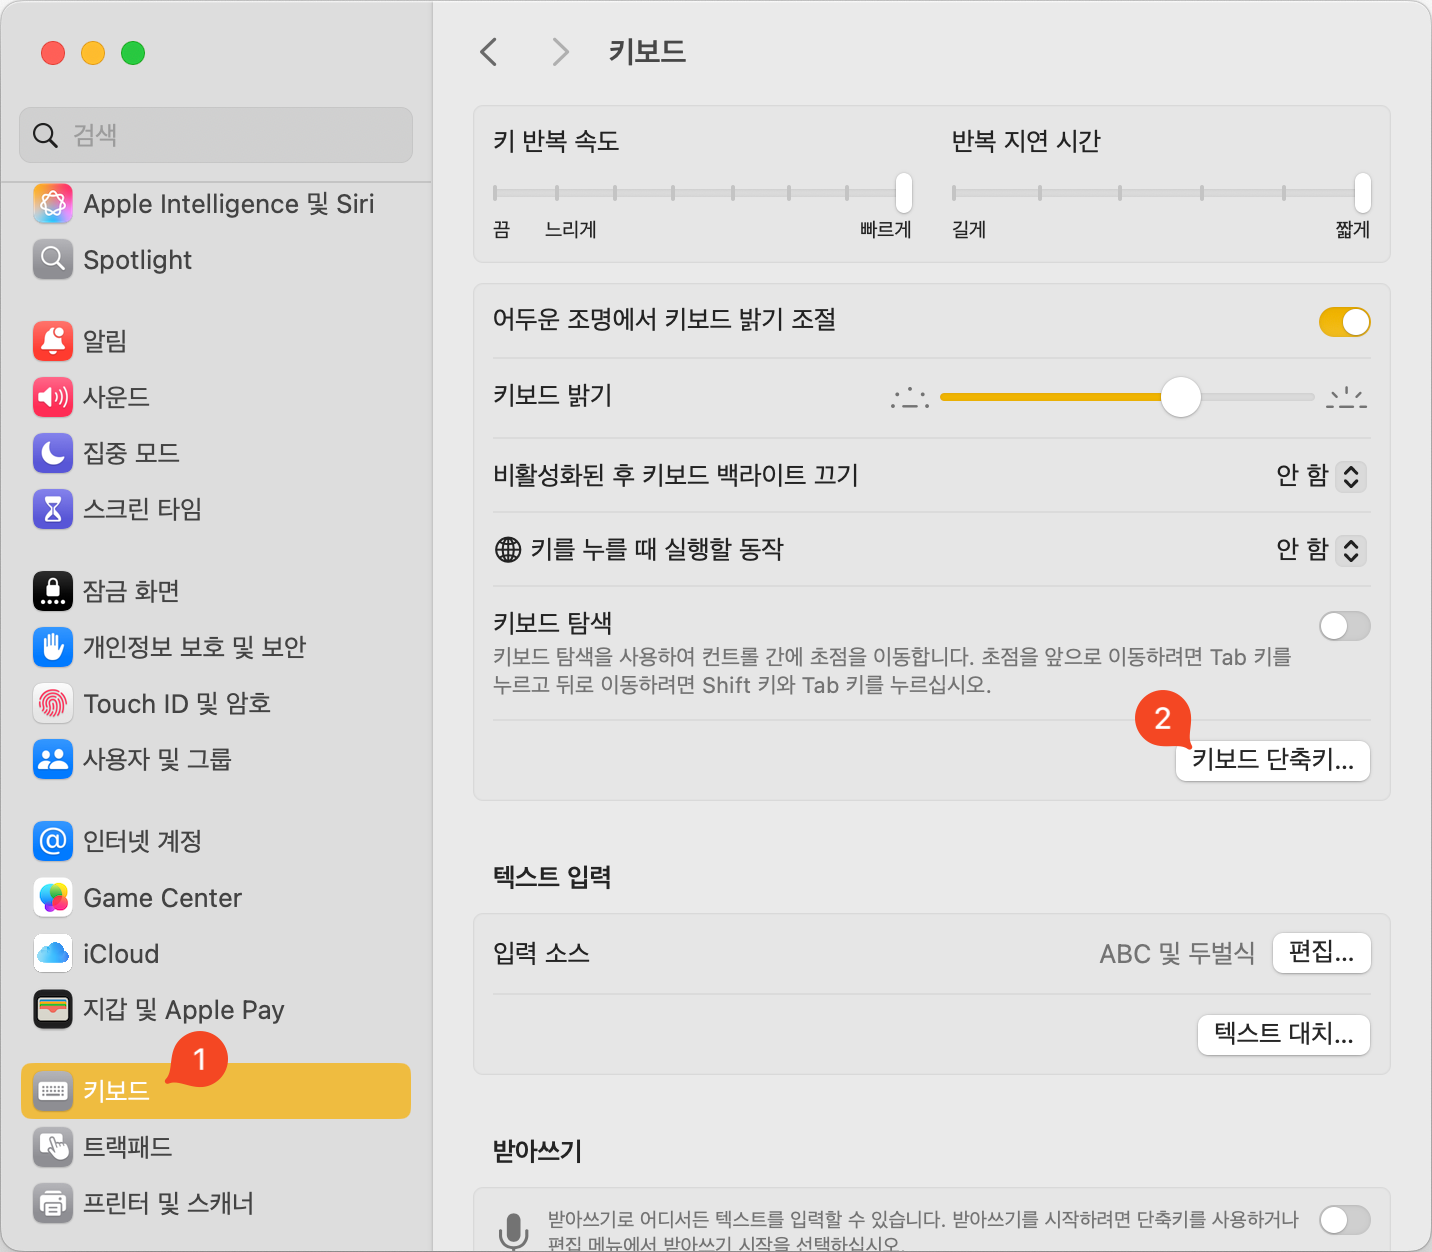 키보드
검색
Apple Intelligence 및 Siri
Spotlight
알림
사운드
집중 모드
스크린 타임
잠금 화면
개인정보 보호 및 보안
Touch ID 및 암호
사용자 및 그룹
인터넷 계정
Game Center
iCloud
지갑 및 Apple Pay
1
키보드
트랙패드
프린터 및 스캐너
키 반복 속도
반복 지연 시간
끔
느리게
빠르게
길게
짧게
어두운 조명에서 키보드 밝기 조절
키보드 밝기
비활성화된 후 키보드 백라이트 끄기
안 함
키를 누를 때 실행할 동작
안 함
키보드 탐색
키보드 탐색을 사용하여 컨트롤 간에 초점을 이동합니다. 초점을 앞으로 이동하려면 Tab 키를
누르고 뒤로 이동하려면 Shift 키와 Tab 키를 누르십시오.
2
키보드 단축키...
텍스트 입력
입력 소스
ABC 및 두벌식
편집...
텍스트 대치...
받아쓰기
받아쓰기로 어디서든 텍스트를 입력할 수 있습니다. 받아쓰기를 시작하려면 단축키를 사용하거나
편집 메뉴에서 받아쓰기 시작을 선택하십시오.